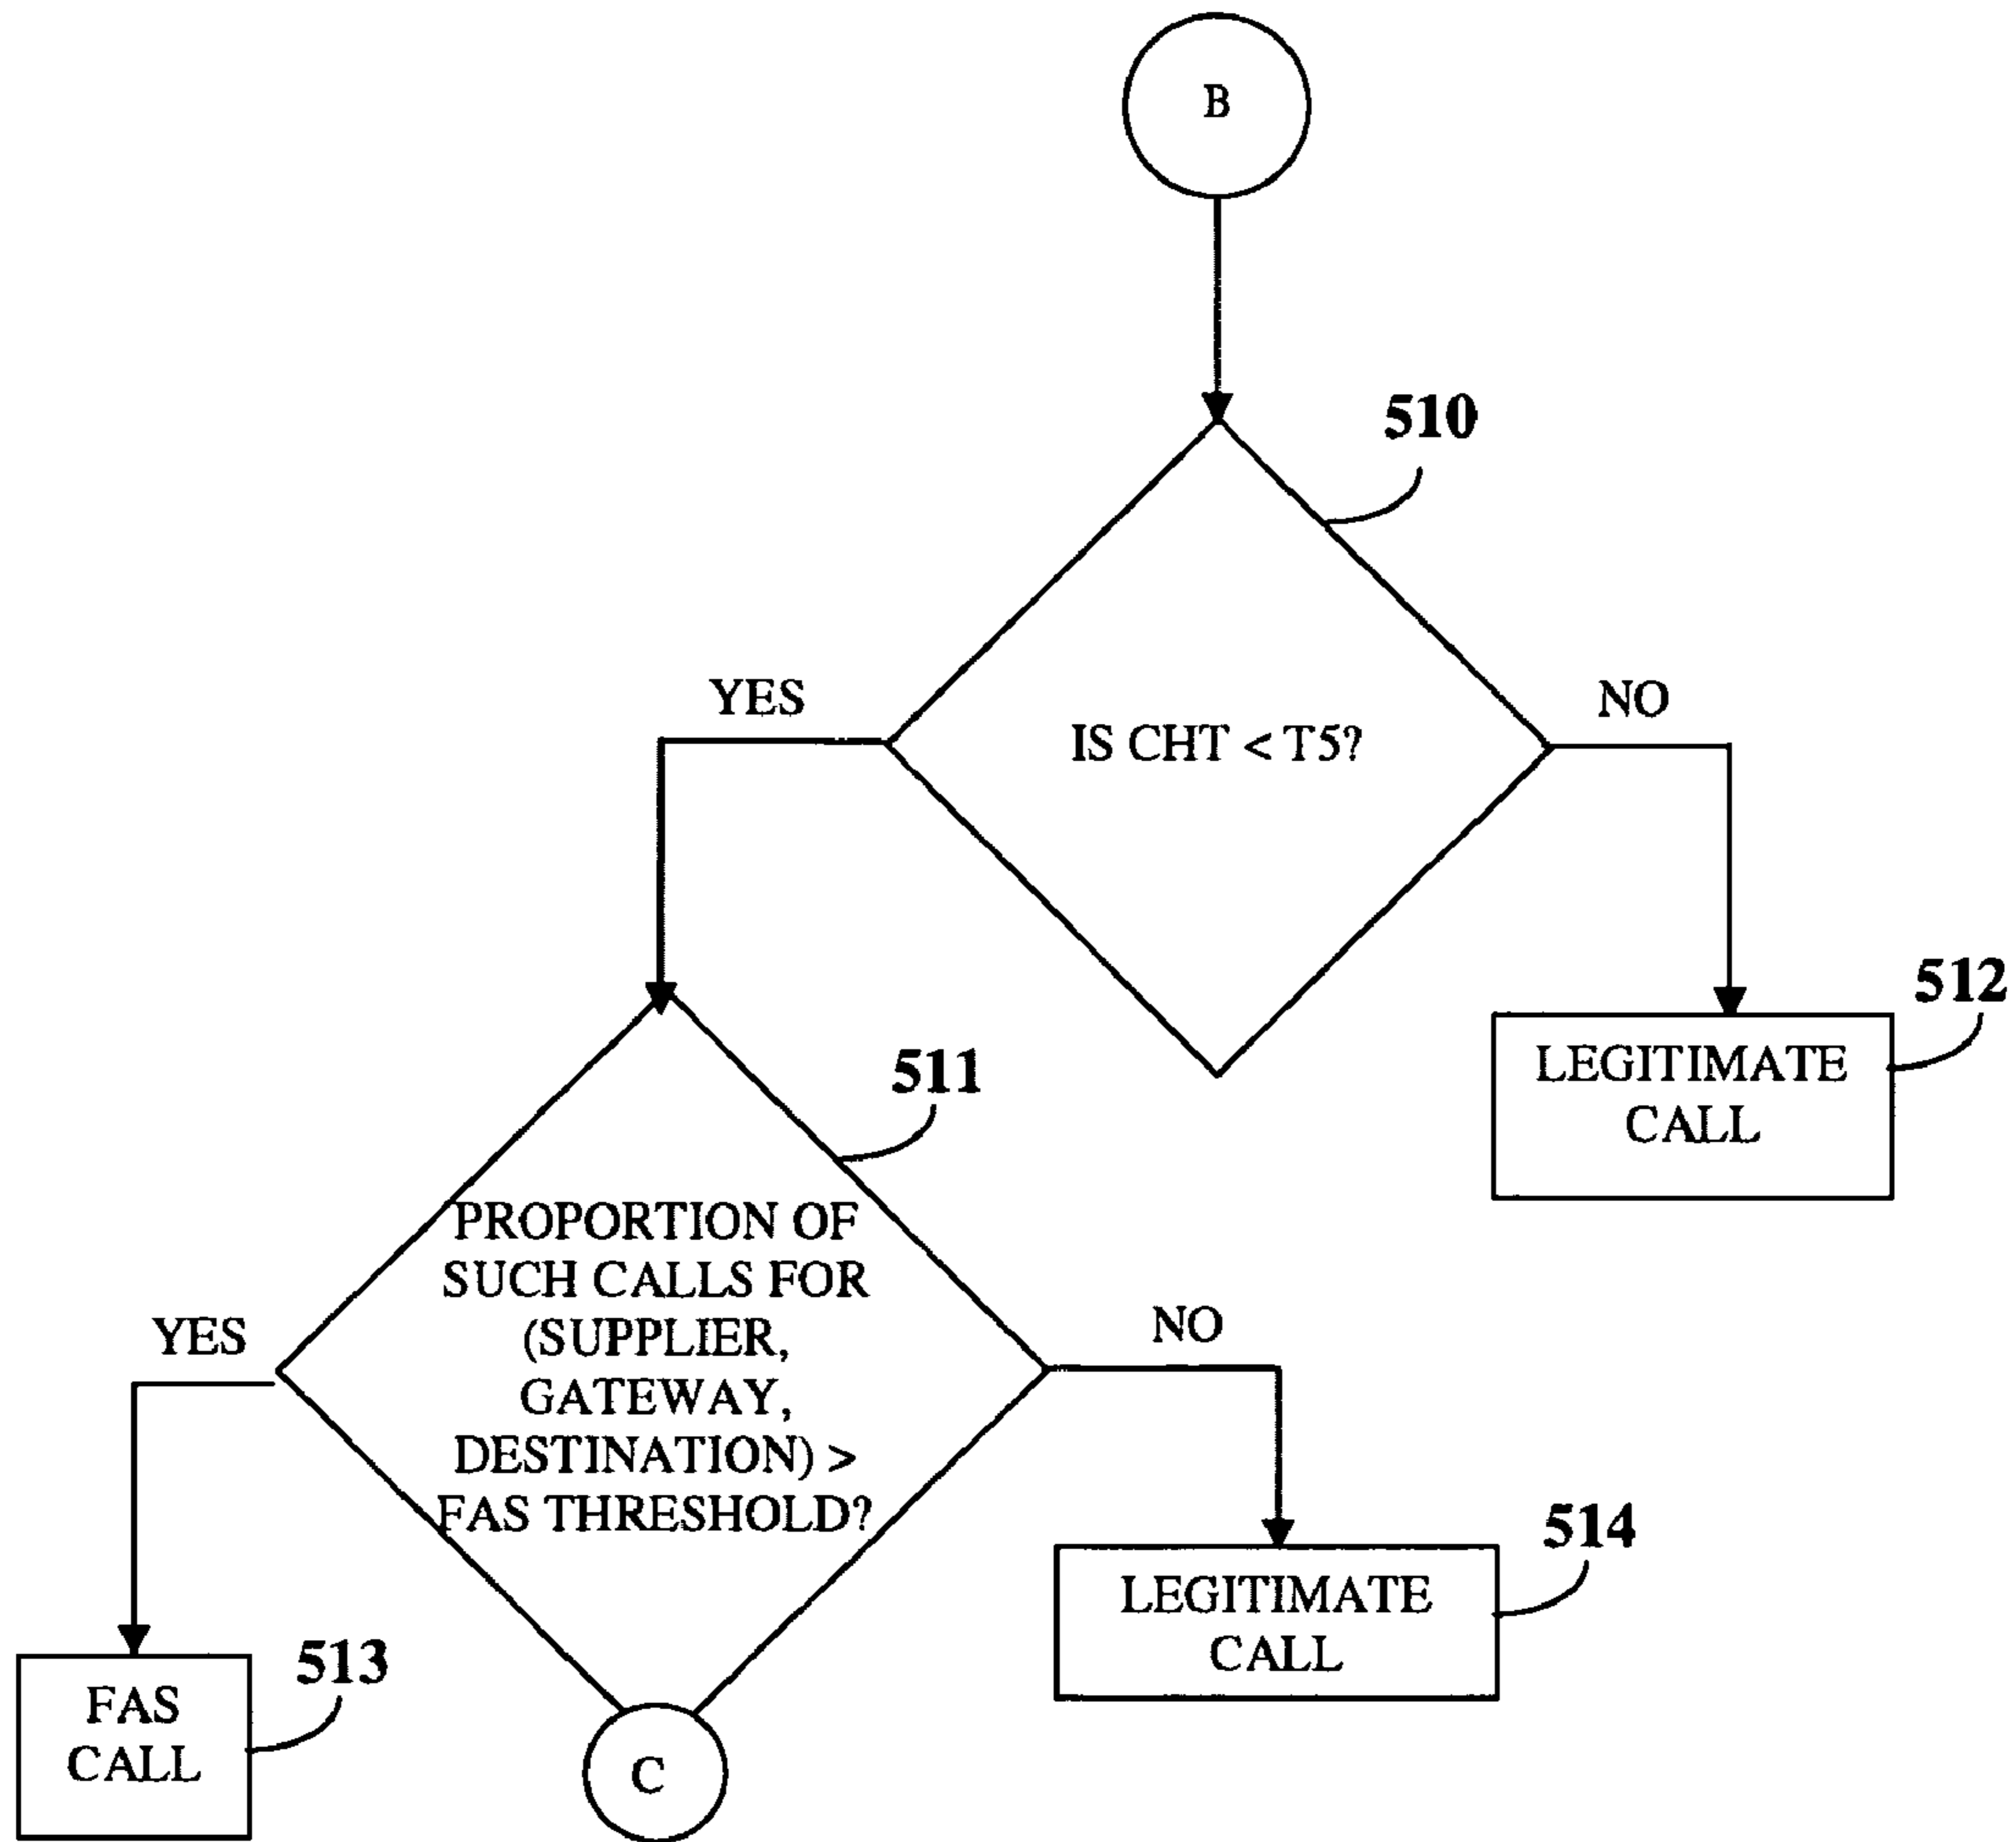 B
510
YES
NO
IS CHT < T5?
512
LEGITIMATE
CALL
511
PROPORTION OF
SUCH CALLS FOR
(SUPPLIER,
GATEWAY,
DESTINATION) >
FAS THRESHOLD?
YES
NO
514
LEGITIMATE
CALL
513
FAS
CALL
C